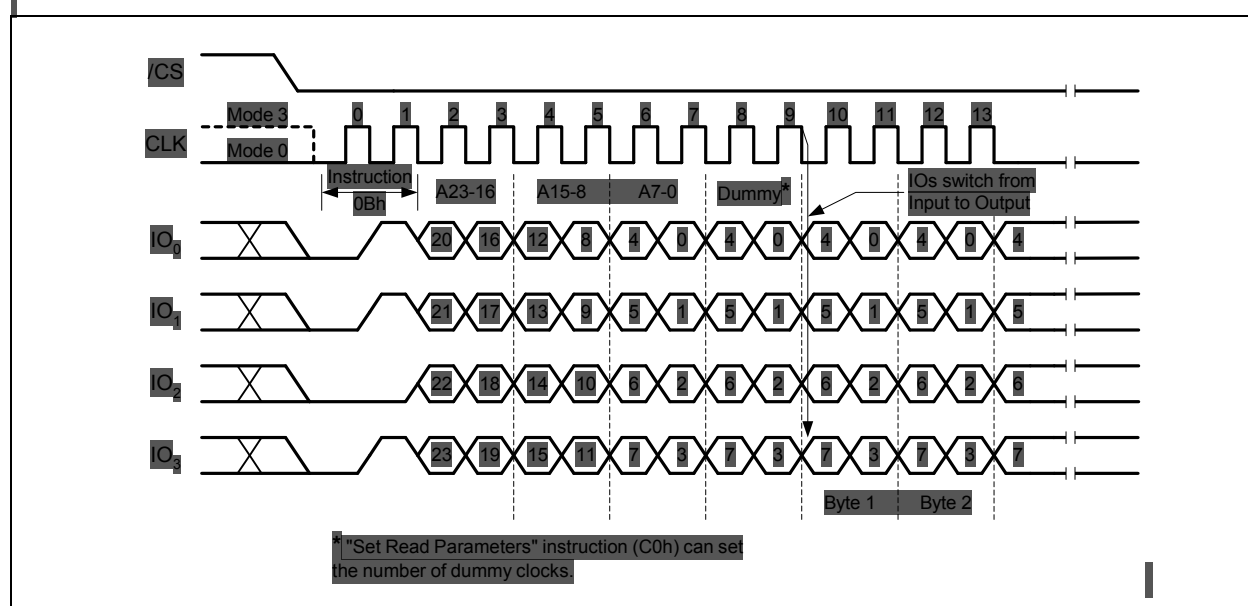 /CS
Mode 3 0 1 2 3 4 5 6 7 8 9 10 11 12 13
CLK
Mode 0
Instruction
0Bh
A23-16 A15-8 A7-0 Dummy*
IOs switch from
Input to Output
IO0 20 16 12 8 4 0 4 0 4 0 4 0 4
IO1 21 17 13 9 5 1 5 1 5 1 5 1 5
IO2 22 18 14 10 6 2 6 2 6 2 6 2 6
IO3 23 19 15 11 7 3 7 3 7 3 7 3 7
Byte 1 Byte 2
* "Set Read Parameters" instruction (C0h) can set
the number of dummy clocks.